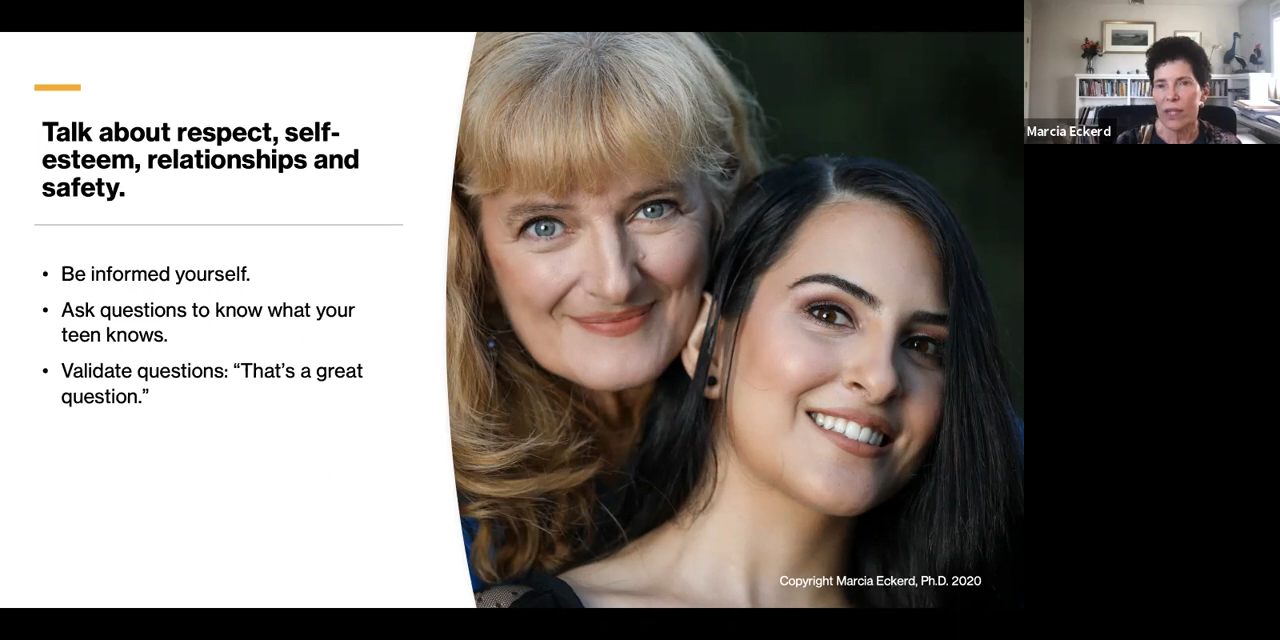 Talk about respect, self-
esteem, relationships and
safety.
• Be informed yourself.
• Ask questions to know what your
teen knows.
• Validate questions: “That’s a great
question.”
Copyright Marcia Eckerd, Ph.D. 2020
Marcia Eckerd